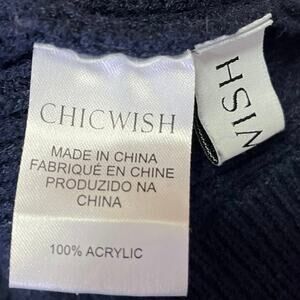 CHICWISH
MADE IN CHINA
FABRIQUÉ EN CHINE
PRODUZIDO NA
CHINA
100% ACRYLIC
WISH